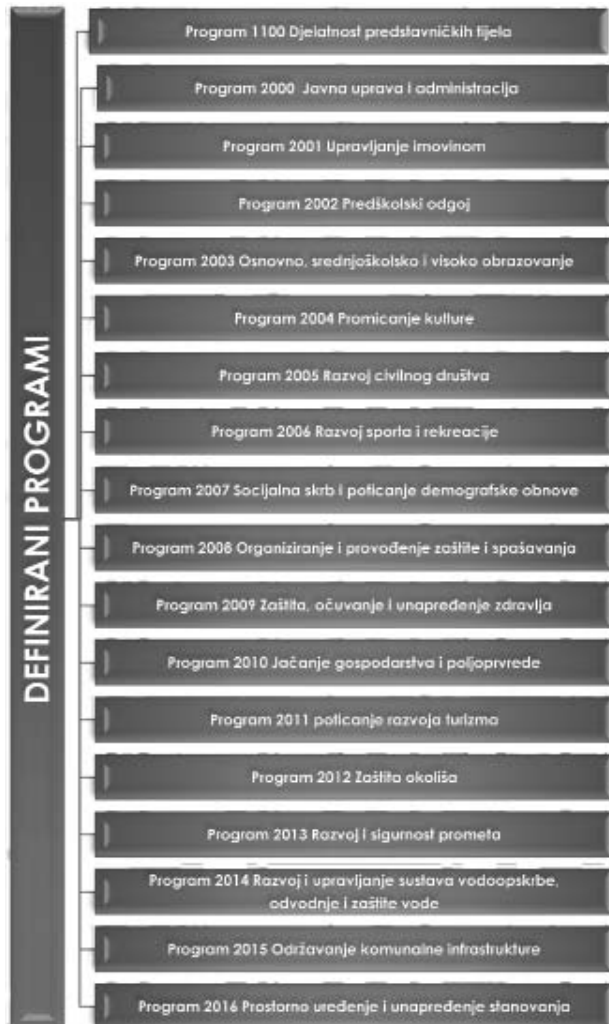 DEFINIRANI PROGRAMI
Program 1100 Djelatnost predstavničkih tijela
Program 2000 Javna uprava i administracija
Program 2001 Upravljanje imovinom
Program 2002 Predškolski odgoj
Program 2003 Osnovno, srednjoškolsko i visoko obrazovanje
Program 2004 Promicanje kulture
Program 2005 Razvoj civilnog društva
Program 2006 Razvoj sporta i rekreacije
Program 2007 Socijalna skrb i poticanje demografske obnove
Program 2008 Organiziranje i provođenje zaštite i spašavanja
Program 2009 Zaštita, očuvanje i unapređenje zdravlja
Program 2010 Jačanje gospodarstva i poljoprvrede
Program 2011 poticanje razvoja turizma
Program 2012 Zaštita okoliša
Program 2013 Razvoj i sigurnost prometa
Program 2014 Razvoj i upravljanje sustava vodoopskrbe,
odvodnje i zaštite vode
Program 2015 Održavanje komunalne infrastrukture
Program 2016 Prostorno uređenje i unapređenje stanovanja